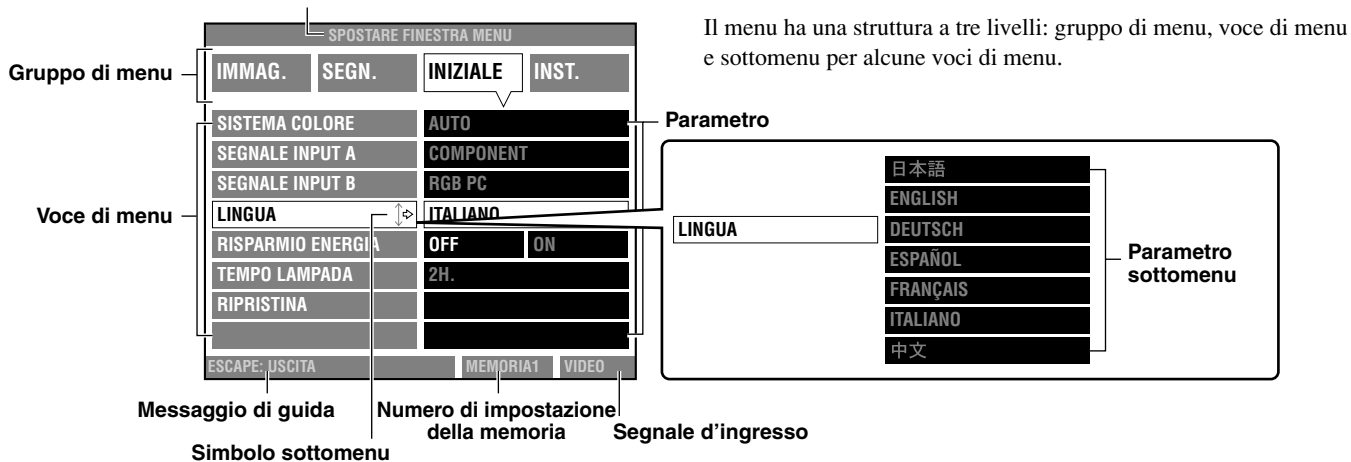 Il menu ha una struttura a tre livelli: gruppo di menu, voce di menu
e sottomenu per alcune voci di menu.
SPOSTARE FINESTRA MENU
Gruppo di menu
IMMAG. SEGN. INIZIALE INST.
Parametro
SISTEMA COLORE AUTO
SEGNALE INPUT A COMPONENT
SEGNALE INPUT B RGB PC
Voce di menu
LINGUA ITALIANO
RISPARMIO ENERGIA OFF ON
TEMPO LAMPADA 2H.
RIPRISTINA
ESCAPE: USCITA MEMORIA1 VIDEO
LINGUA
日本語
ENGLISH
DEUTSCH
ESPAÑOL
FRANÇAIS
ITALIANO
中文
Parametro
sottomenu
Messaggio di guida
Numero di impostazione
della memoria
Segnale d'ingresso
Simbolo sottomenu